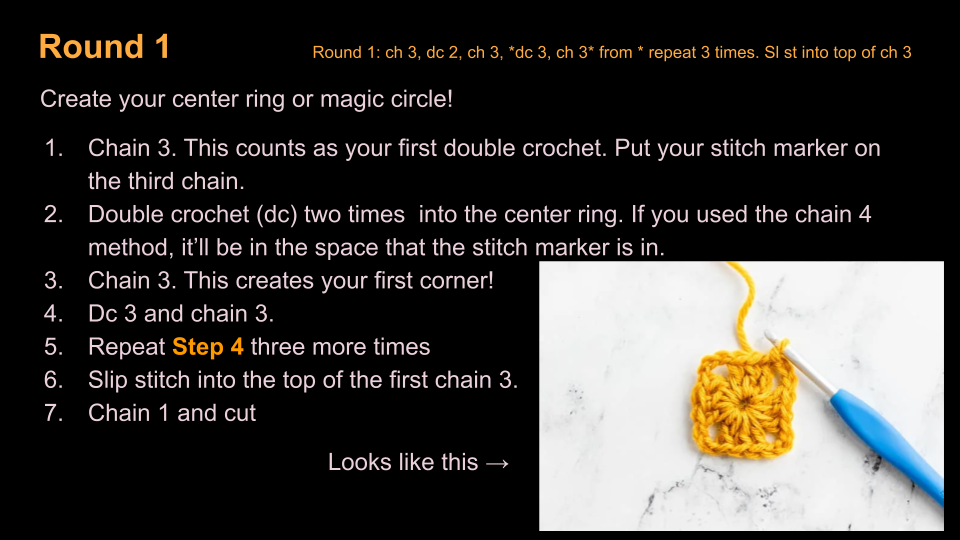 Round 1
Round 1: ch 3, dc 2, ch 3, *dc 3, ch 3* from * repeat 3 times. Sl st into top of ch 3
Create your center ring or magic circle!
1. Chain 3. This counts as your first double crochet. Put your stitch marker on
the third chain.
2. Double crochet (dc) two times  into the center ring. If you used the chain 4
method, it’ll be in the space that the stitch marker is in.
3. Chain 3. This creates your first corner!
4. Dc 3 and chain 3.
5. Repeat Step 4 three more times
6. Slip stitch into the top of the first chain 3.
7. Chain 1 and cut
Looks like this →